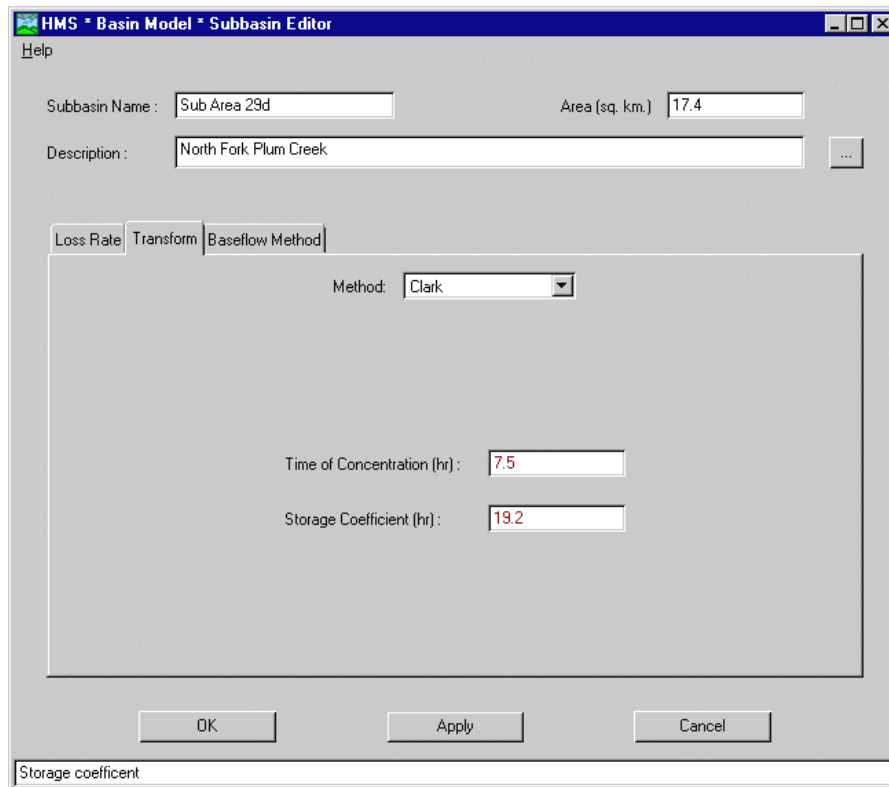 HMS * Basin Model * Subbasin Editor
Help
Subbasin Name : Sub Area 29d Area (sq. km.) 17.4
Description : North Fork Plum Creek ...
Loss Rate Transform Baseflow Method
Method: Clark
Time of Concentration (hr) : 7.5
Storage Coefficient (hr) : 19.2
OK Apply Cancel
Storage coefficent